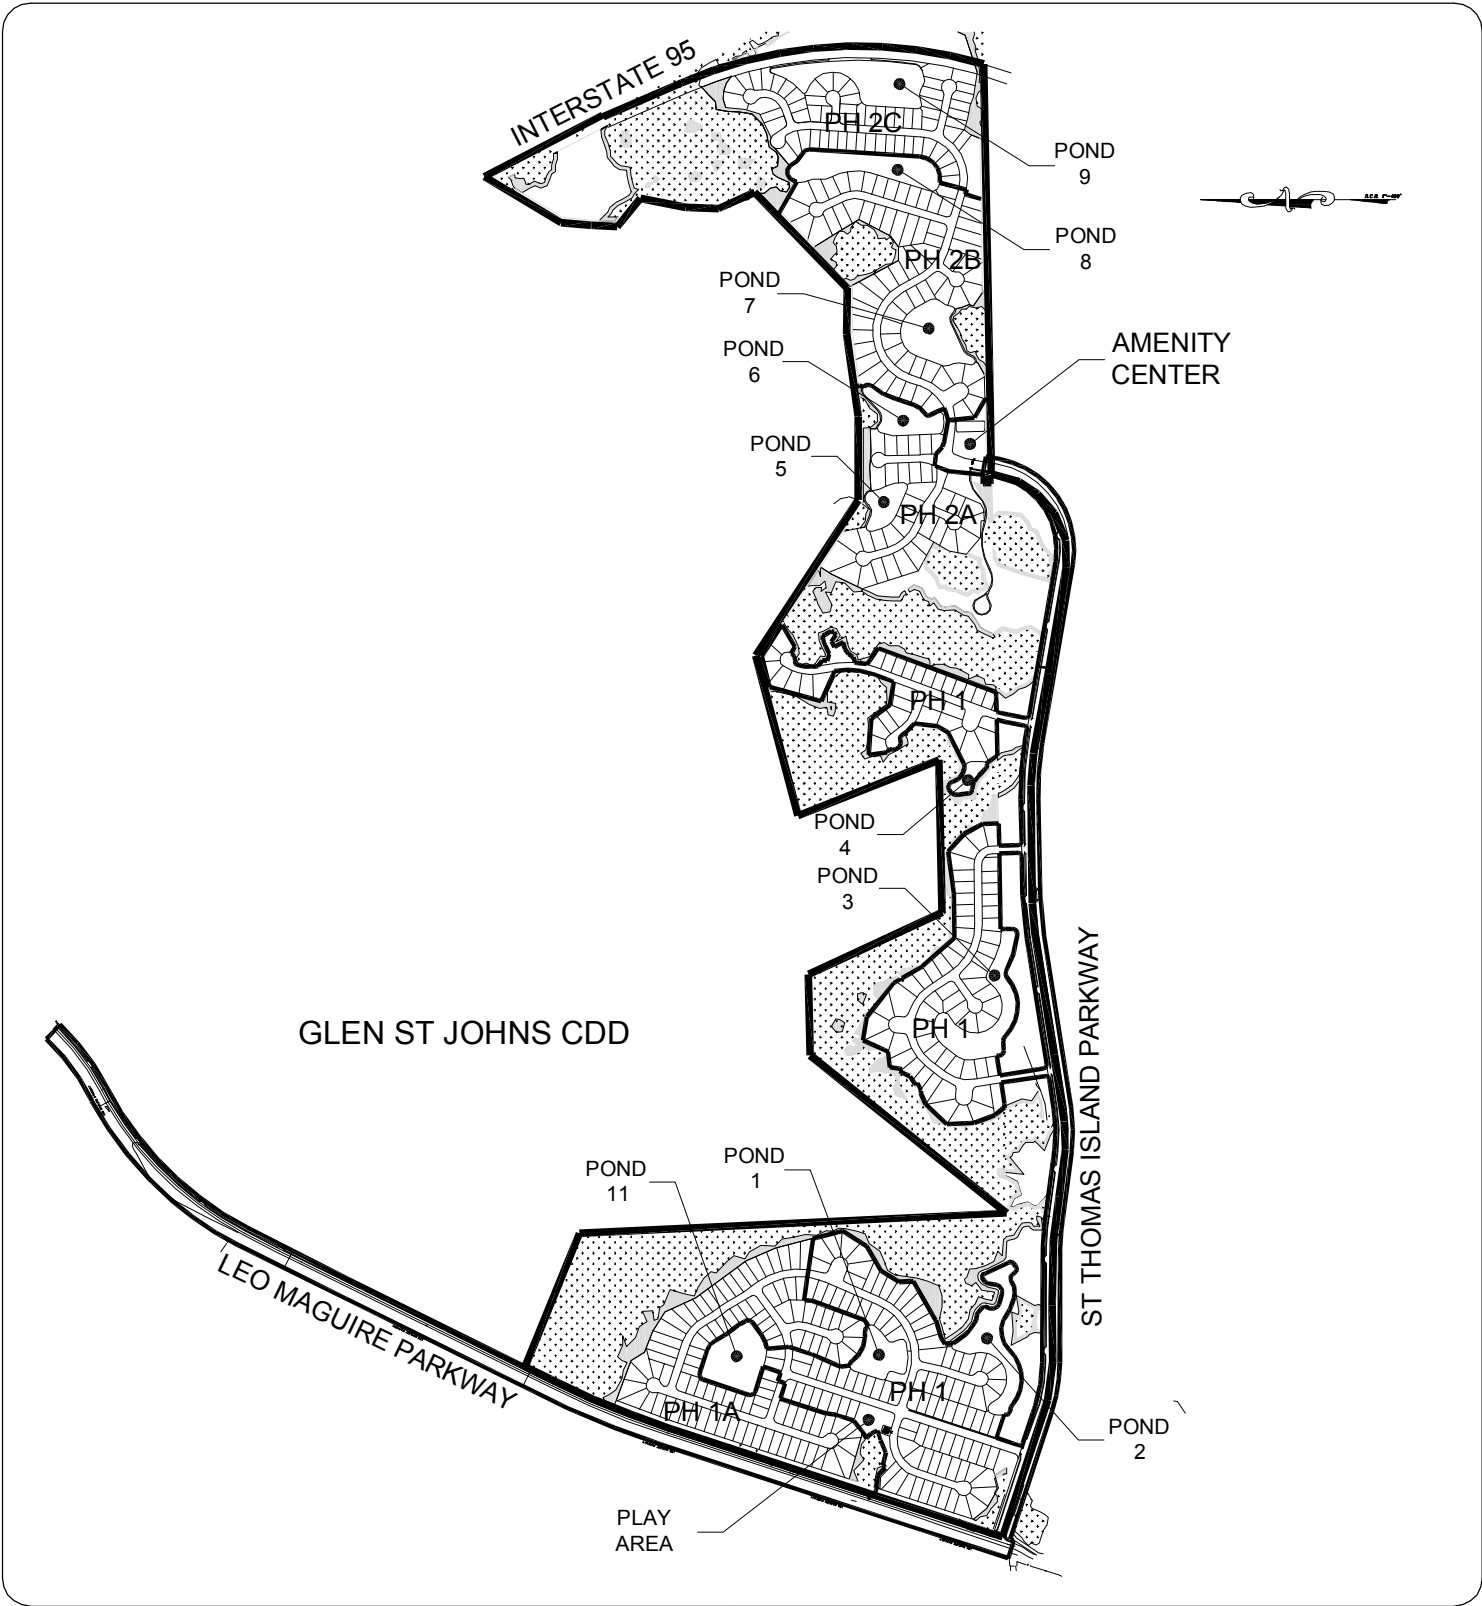 INTERSTATE 95
PH 2C
POND
9
POND
8
PH 2B
POND
7
POND
6
AMENITY
CENTER
POND
5
PH 2A
PH 1
POND
4
POND
3
ST THOMAS ISLAND PARKWAY
GLEN ST JOHNS CDD
PH 1
POND
11
POND
1
LEO MAGUIRE PARKWAY
PH 1
PH 1A
POND
2
PLAY
AREA